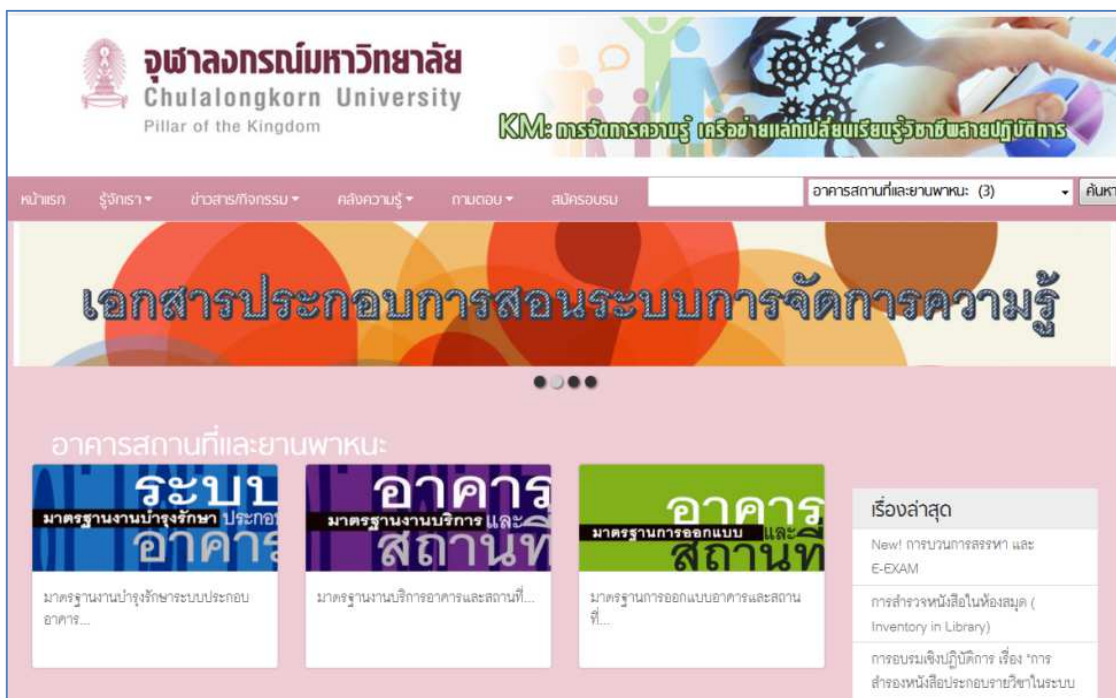 จุฬาลงกรณ์มหาวิทยาลัย
Chulalongkorn University
Pillar of the Kingdom
KM: การจัดการความรู้ เครือข่ายแลกเปลี่ยนเรียนรู้วิชาชีพสายปฏิบัติการ
หน้าแรก รู้จักเรา ข่าวสาร/กิจกรรม คลังความรู้ ถามตอบ สมัครอบรม อาคารสถานที่และยานพาหนะ (3) ค้นหา
เอกสารประกอบการสอนระบบการจัดการความรู้
อาคารสถานที่และยานพาหนะ
ระบบ
มาตรฐานงานบำรุงรักษา ประกอบ
อาคาร
มาตรฐานงานบำรุงรักษาระบบประกอบ
อาคาร...
อาคาร
มาตรฐานงานบริการ และ
สถานที่
มาตรฐานงานบริการอาคารและสถานที่...
อาคาร
มาตรฐานการออกแบบ และ
สถานที่
มาตรฐานการออกแบบอาคารและสถาน
ที่...
เรื่องล่าสุด
New! การบวนการสรรหา และ
E-EXAM
การสำรวจหนังสือในห้องสมุด (
Inventory in Library)
การอบรมเชิงปฏิบัติการ เรื่อง "การ
สำรองหนังสือประกอบรายวิชาในระบบ